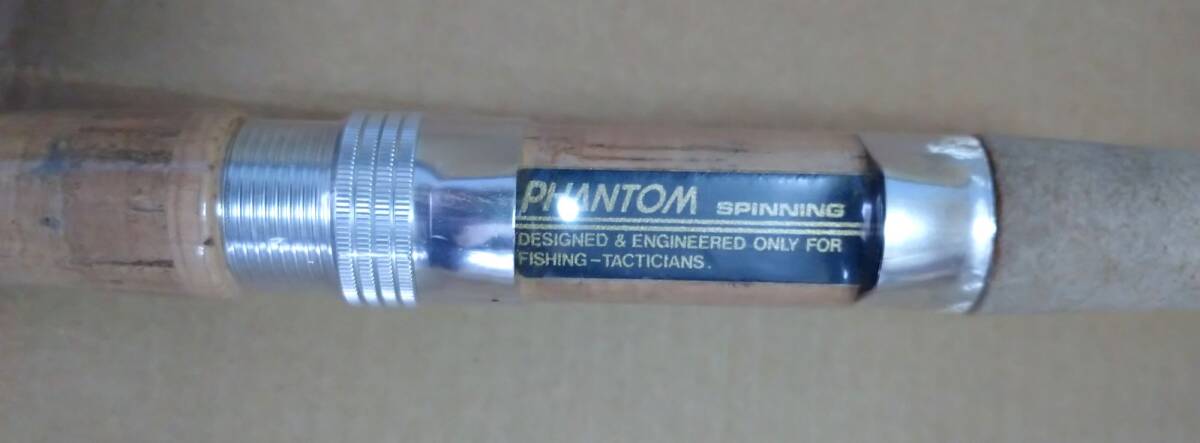 PHANTOM SPINNING
DESIGNED & ENGINEERED ONLY FOR
FISHING-TACTICIANS.